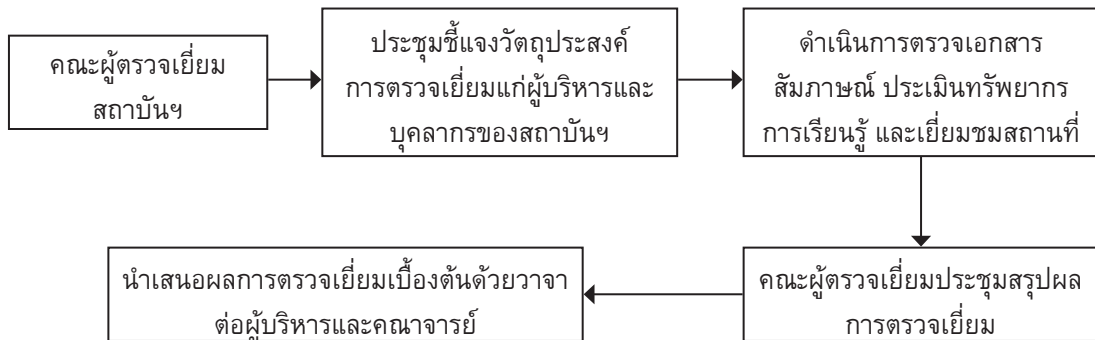 คณะผู้ตรวจเยี่ยม
สถาบันฯ
ประชุมชี้แจงวัตถุประสงค์
การตรวจเยี่ยมแก่ผู้บริหารและ
บุคลากรของสถาบันฯ
ดำเนินการตรวจเอกสาร
สัมภาษณ์ ประเมินทรัพยากร
การเรียนรู้ และเยี่ยมชมสถานที่
คณะผู้ตรวจเยี่ยมประชุมสรุปผล
การตรวจเยี่ยม
นำเสนอผลการตรวจเยี่ยมเบื้องต้นด้วยวาจา
ต่อผู้บริหารและคณาจารย์